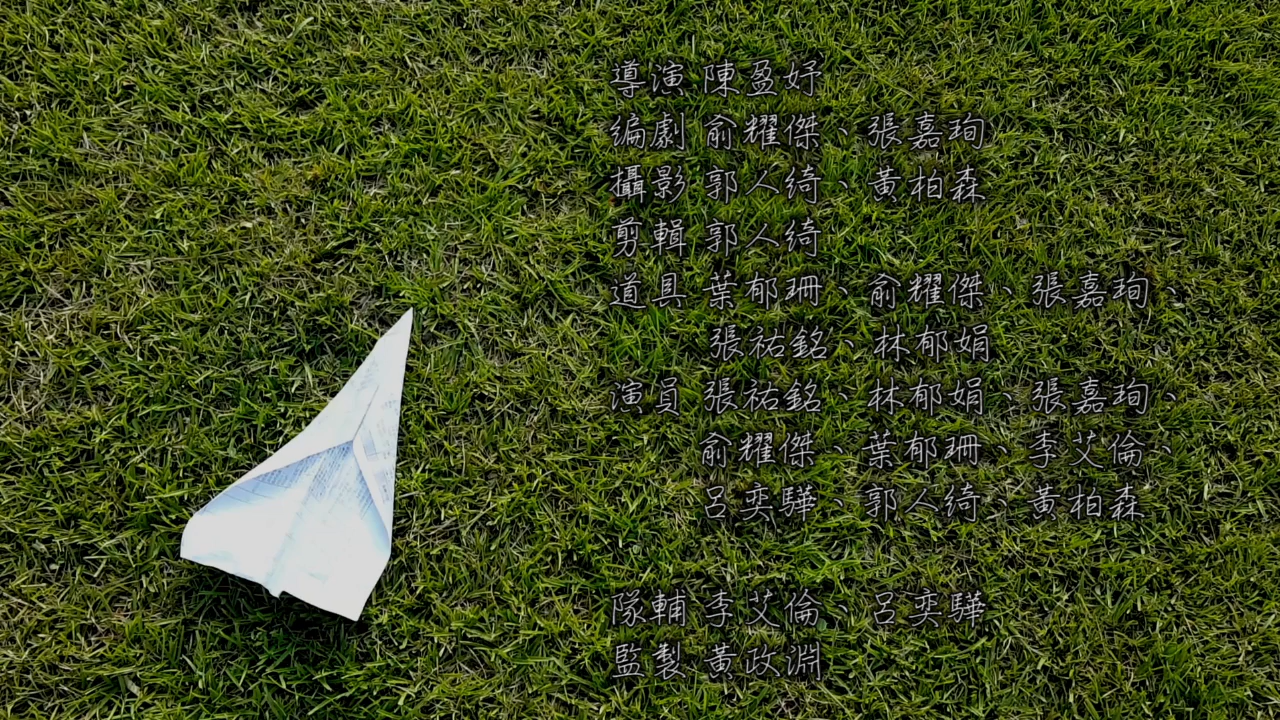 導演 陳盈妤
編劇 俞耀傑、張嘉珣
攝影 郭人綺、黃柏森
剪輯 郭人綺
道具 葉郁珊、俞耀傑、張嘉珣、
張祐銘、林郁娟
演員 張祐銘、林郁娟、張嘉珣、
俞耀傑、葉郁珊、李艾倫、
呂奕驊、郭人綺、黃柏森
隊輔 李艾倫、呂奕驊
監製 黃政淵